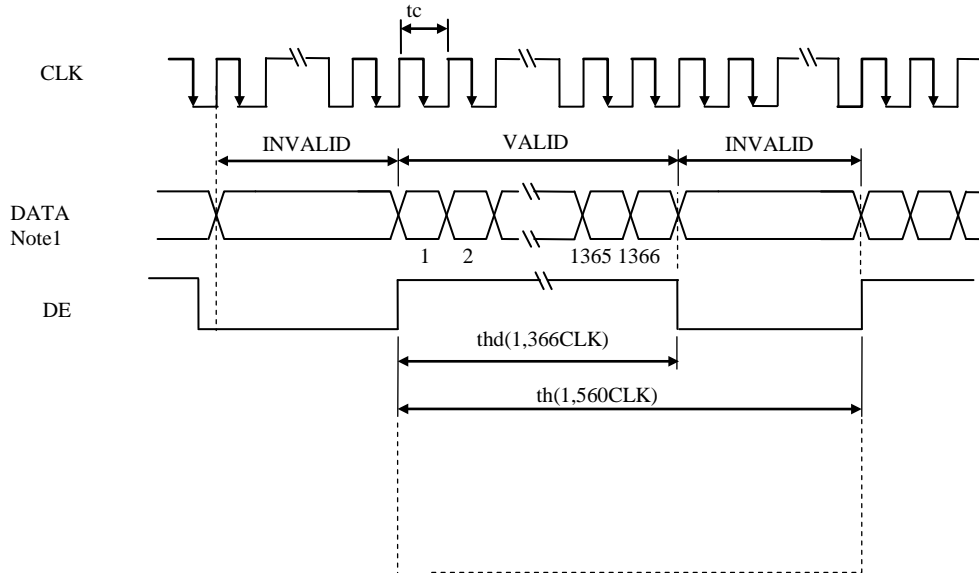 tc
CLK
INVALID VALID INVALID
DATA
Note1
1 2 1365 1366
DE
thd(1,366CLK)
th(1,560CLK)